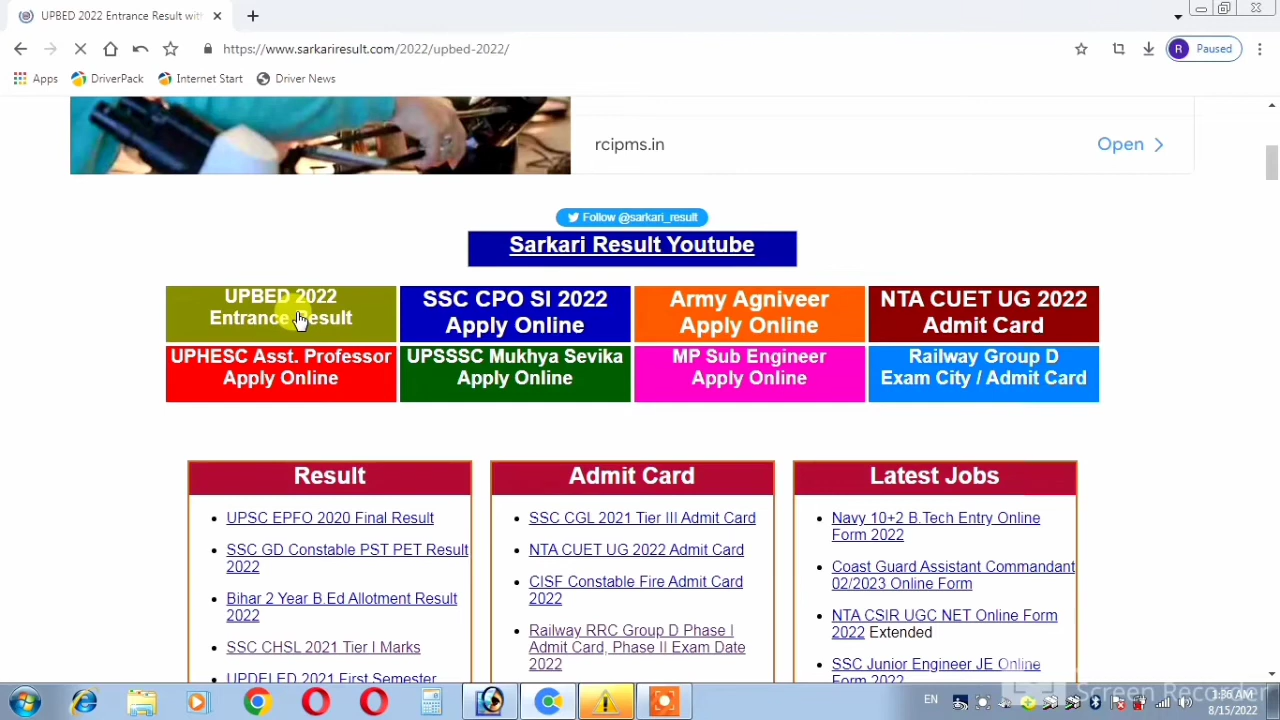 UPBED 2022 Entrance Result wit
https://www.sarkariresult.com/2022/upbed-2022/
R Paused
Apps DriverPack Internet Start Driver News
rcipms.in Open
Follow @sarkari_result
Sarkari Result Youtube
UPBED 2022
Entrance Result
SSC CPO SI 2022
Apply Online
Army Agniveer
Apply Online
NTA CUET UG 2022
Admit Card
UPHESC Asst. Professor
Apply Online
UPSSSC Mukhya Sevika
Apply Online
MP Sub Engineer
Apply Online
Railway Group D
Exam City / Admit Card
Result
UPSC EPFO 2020 Final Result
SSC GD Constable PST PET Result
2022
Bihar 2 Year B.Ed Allotment Result
2022
SSC CHSL 2021 Tier I Marks
UPDELED 2021 First Semester
Admit Card
SSC CGL 2021 Tier III Admit Card
NTA CUET UG 2022 Admit Card
CISF Constable Fire Admit Card
2022
Railway RRC Group D Phase I
Admit Card, Phase II Exam Date
2022
Latest Jobs
Navy 10+2 B.Tech Entry Online
Form 2022
Coast Guard Assistant Commandant
02/2023 Online Form
NTA CSIR UGC NET Online Form
2022 Extended
SSC Junior Engineer JE Online
Form 2022
Screen Recorder
EN
1:36 AM
8/15/2022